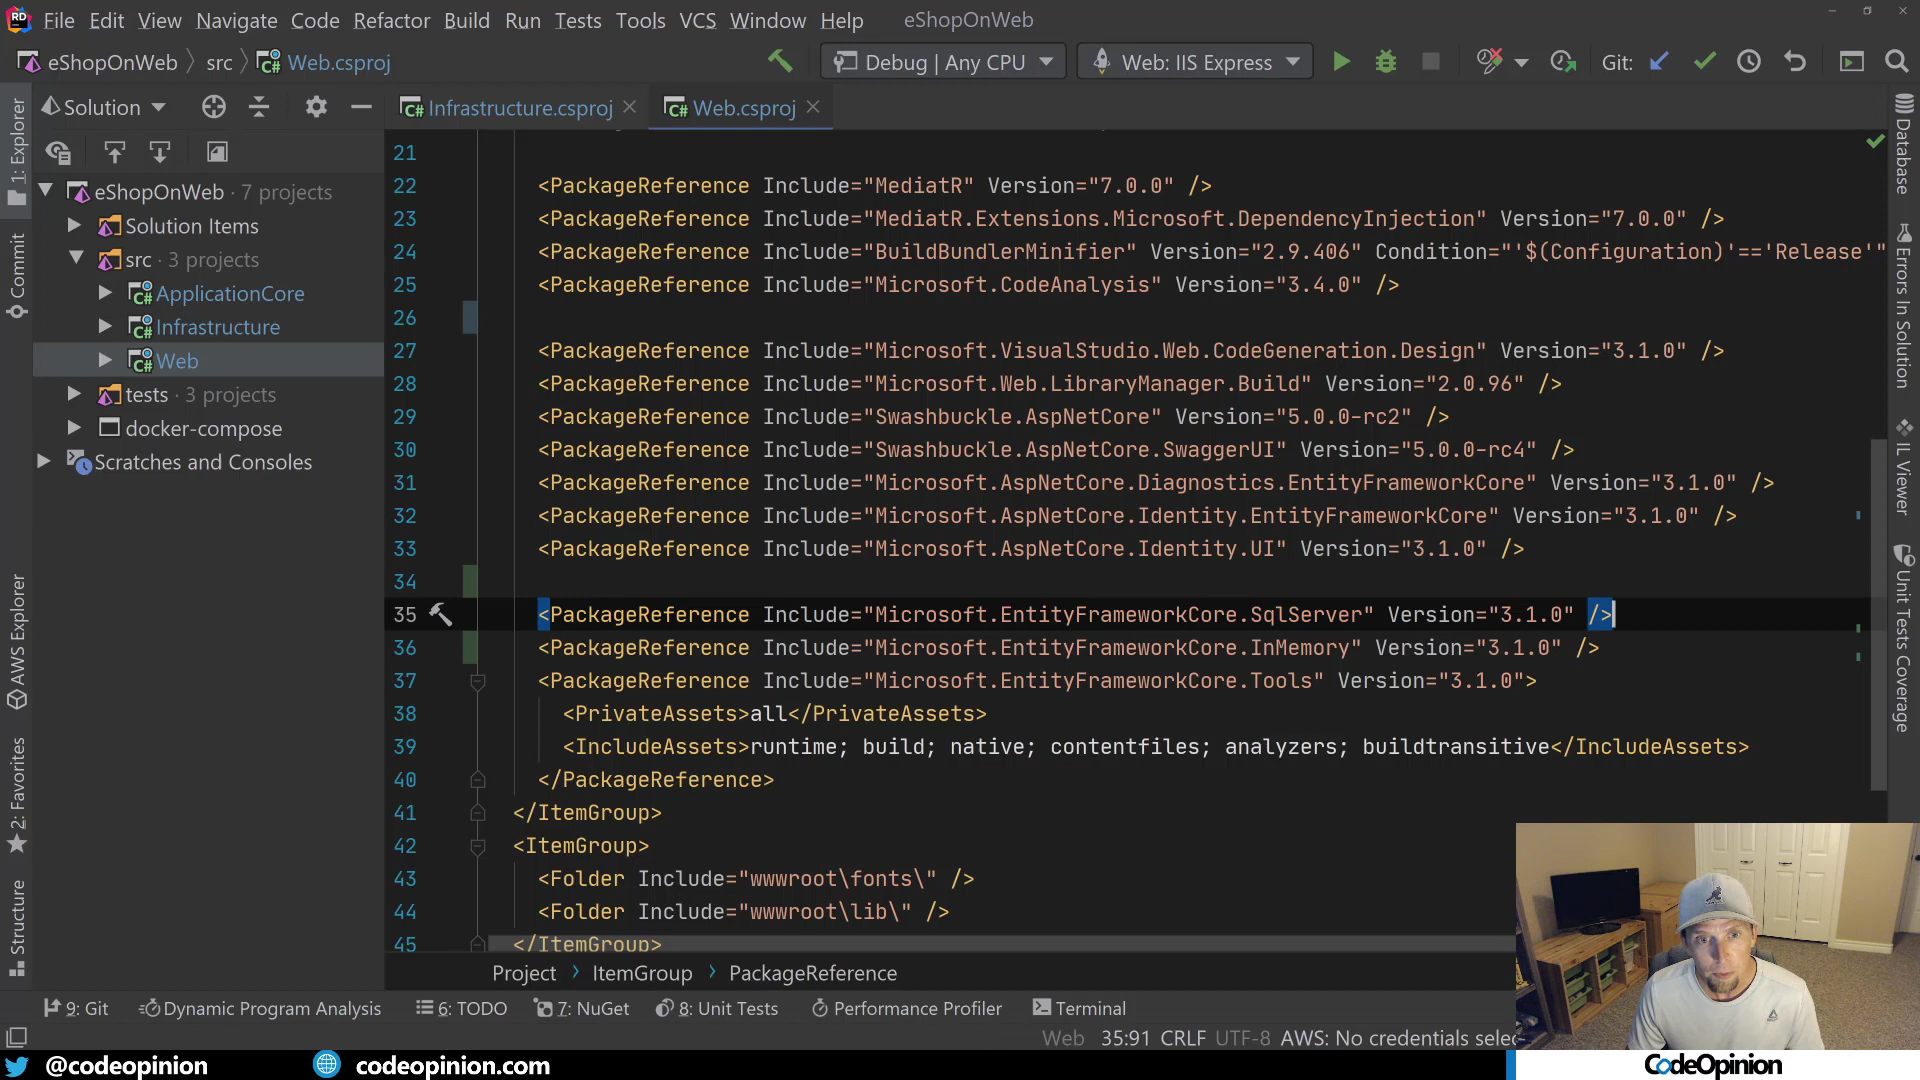 File Edit View Navigate Code Refactor Build Run Tests Tools VCS Window Help eShopOnWeb
eShopOnWeb src Web.csproj Debug | Any CPU Web: IIS Express Git:
Solution Infrastructure.csproj Web.csproj
eShopOnWeb · 7 projects
Solution Items
src · 3 projects
ApplicationCore
Infrastructure
Web
tests · 3 projects
docker-compose
Scratches and Consoles
1: Explorer
Commit
AWS Explorer
2: Favorites
Structure
21
22 <PackageReference Include="MediatR" Version="7.0.0" />
23 <PackageReference Include="MediatR.Extensions.Microsoft.DependencyInjection" Version="7.0.0" />
24 <PackageReference Include="BuildBundlerMinifier" Version="2.9.406" Condition="'$(Configuration)'=='Release'"
25 <PackageReference Include="Microsoft.CodeAnalysis" Version="3.4.0" />
26
27 <PackageReference Include="Microsoft.VisualStudio.Web.CodeGeneration.Design" Version="3.1.0" />
28 <PackageReference Include="Microsoft.Web.LibraryManager.Build" Version="2.0.96" />
29 <PackageReference Include="Swashbuckle.AspNetCore" Version="5.0.0-rc2" />
30 <PackageReference Include="Swashbuckle.AspNetCore.SwaggerUI" Version="5.0.0-rc4" />
31 <PackageReference Include="Microsoft.AspNetCore.Diagnostics.EntityFrameworkCore" Version="3.1.0" />
32 <PackageReference Include="Microsoft.AspNetCore.Identity.EntityFrameworkCore" Version="3.1.0" />
33 <PackageReference Include="Microsoft.AspNetCore.Identity.UI" Version="3.1.0" />
34
35 <PackageReference Include="Microsoft.EntityFrameworkCore.SqlServer" Version="3.1.0" />
36 <PackageReference Include="Microsoft.EntityFrameworkCore.InMemory" Version="3.1.0" />
37 <PackageReference Include="Microsoft.EntityFrameworkCore.Tools" Version="3.1.0">
38 <PrivateAssets>all</PrivateAssets>
39 <IncludeAssets>runtime; build; native; contentfiles; analyzers; buildtransitive</IncludeAssets>
40 </PackageReference>
41 </ItemGroup>
42 <ItemGroup>
43 <Folder Include="wwwroot\fonts\" />
44 <Folder Include="wwwroot\lib\" />
45 </ItemGroup>
Database
Errors In Solution
IL Viewer
Unit Tests Coverage
Project › ItemGroup › PackageReference
9: Git Dynamic Program Analysis 6: TODO 7: NuGet 8: Unit Tests Performance Profiler Terminal
Web 35:91 CRLF UTF-8 AWS: No credentials selec
@codeopinion codeopinion.com CodeOpinion